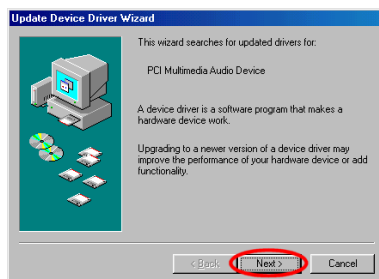 Update Device Driver Wizard
This wizard searches for updated drivers for:
PCI Multimedia Audio Device
A device driver is a software program that makes a
hardware device work.
Upgrading to a newer version of a device driver may
improve the performance of your hardware device or add
functionality.
< Back Next > Cancel